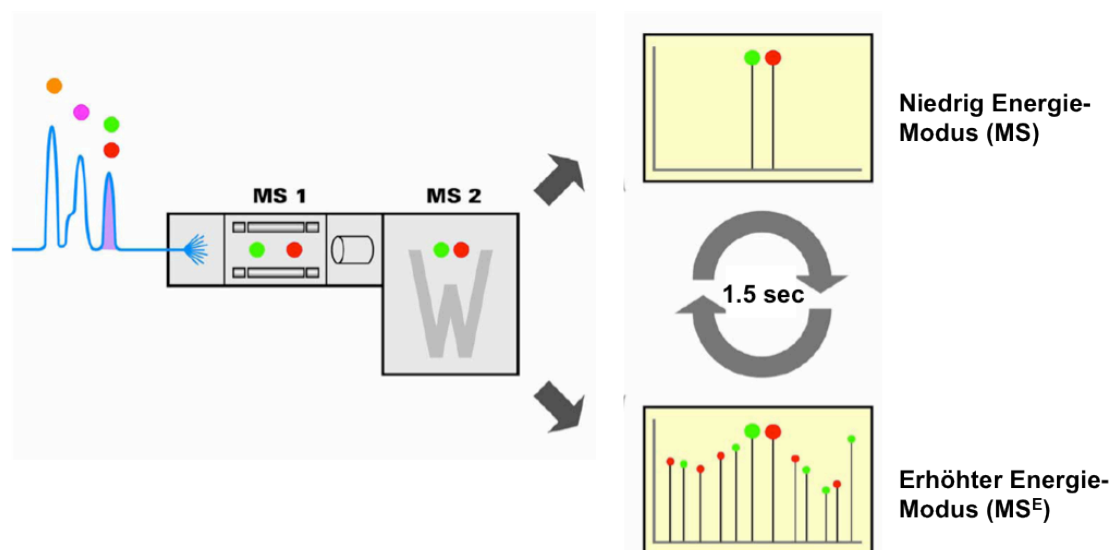 Niedrig Energie-
Modus (MS)
MS 1
MS 2
W
1.5 sec
Erhöhter Energie-
Modus (MSᴱ)